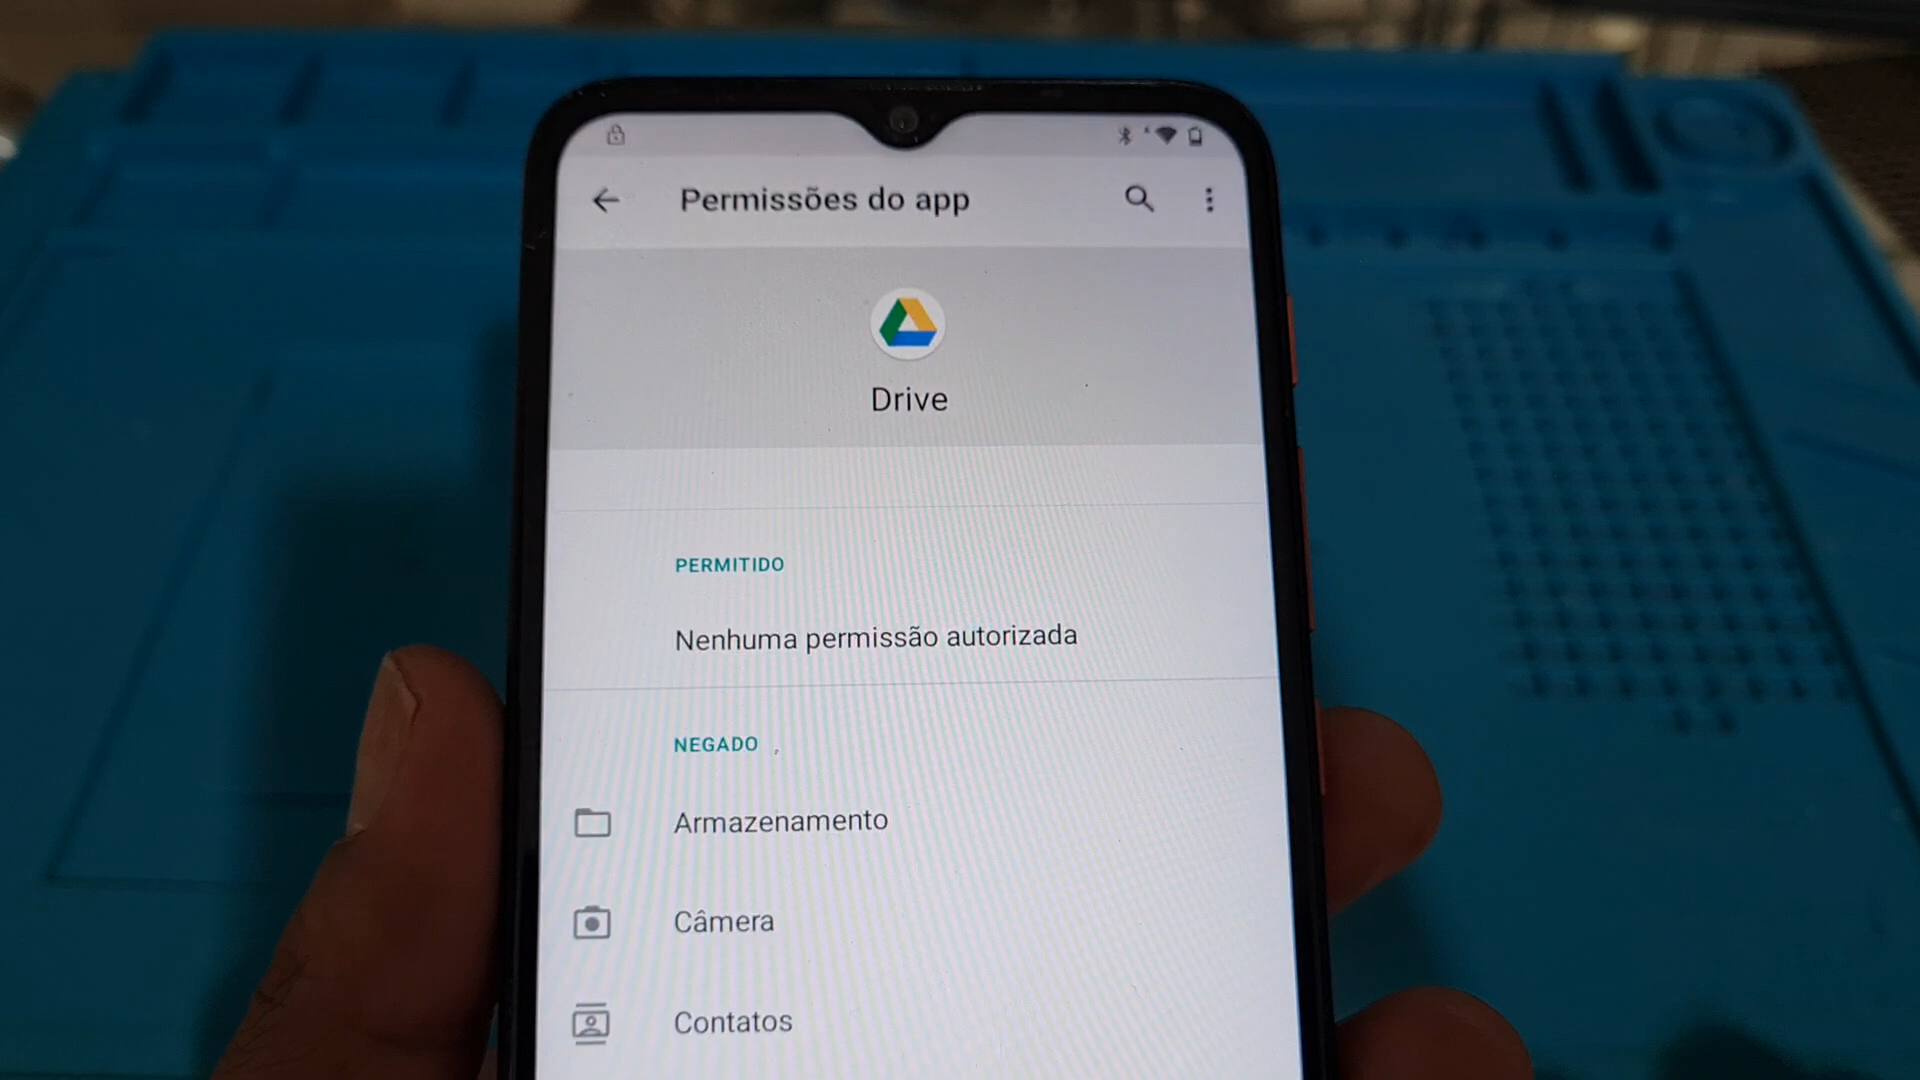 Permissões do app
Drive
PERMITIDO
Nenhuma permissão autorizada
NEGADO
Armazenamento
Câmera
Contatos